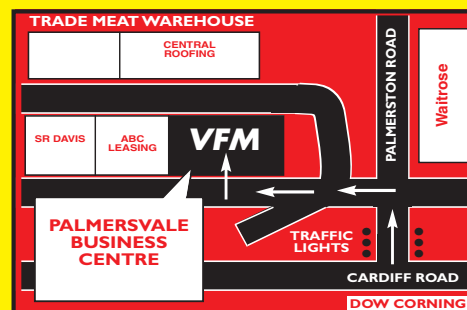 TRADE MEAT WAREHOUSE
CENTRAL
ROOFING
PALMERSTON ROAD
Waitrose
SR DAVIS
ABC
LEASING
VFM
PALMERSVALE
BUSINESS
CENTRE
TRAFFIC
LIGHTS
CARDIFF ROAD
DOW CORNING